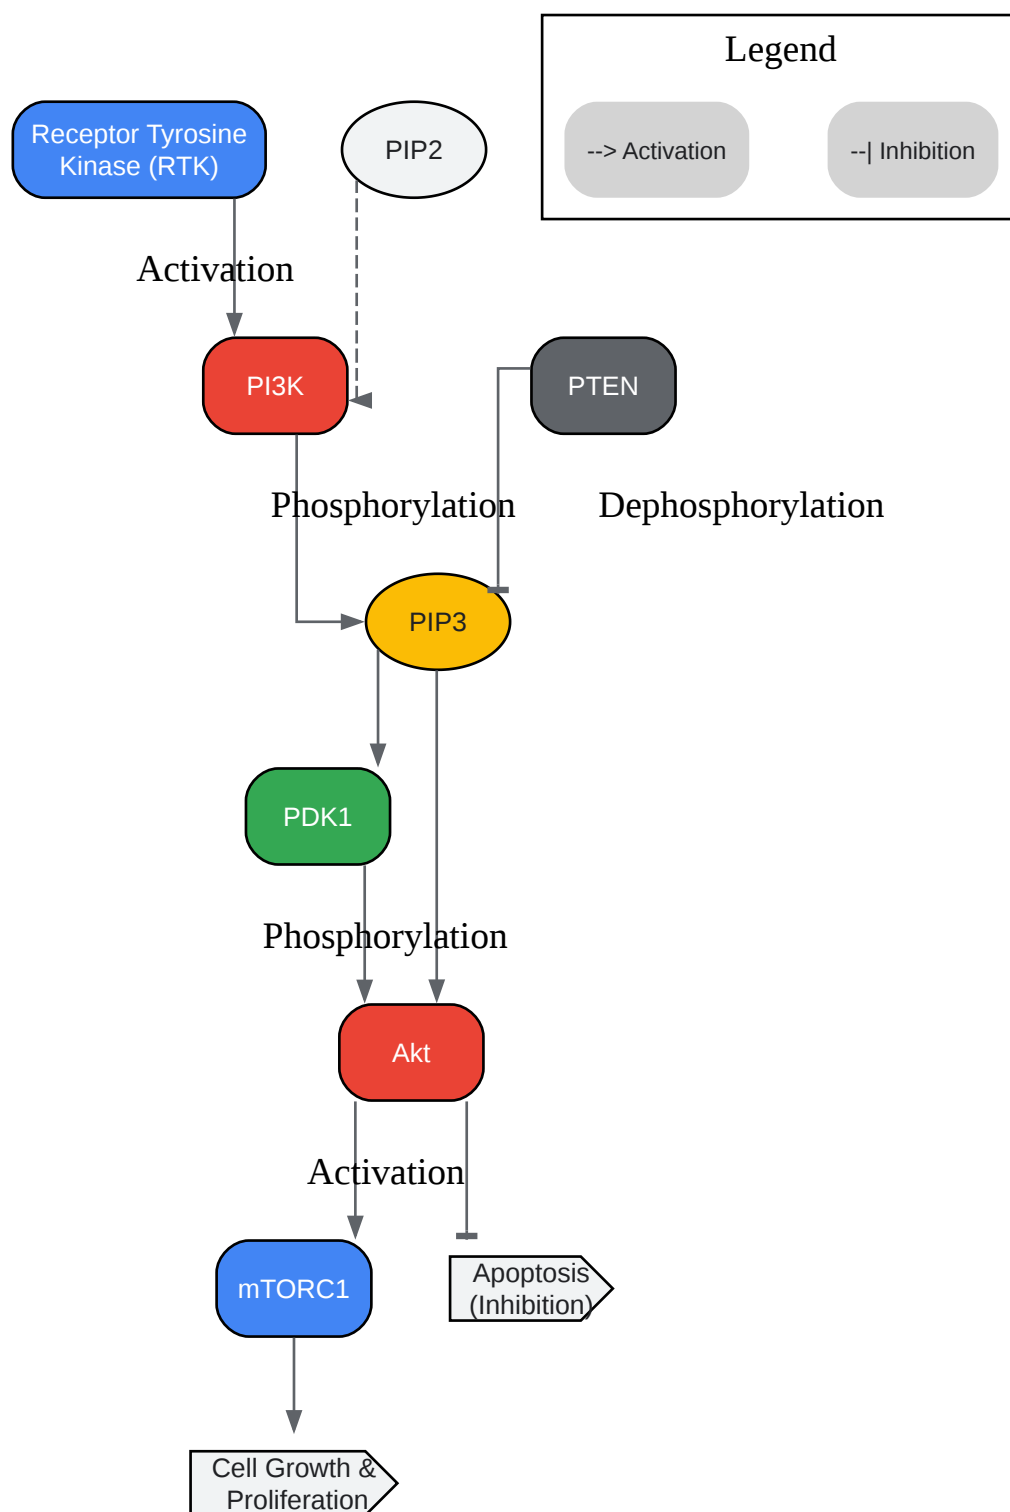 Legend
Receptor Tyrosine
Kinase (RTK)
PIP2
--> Activation
--| Inhibition
Activation
PI3K
PTEN
Phosphorylation
Dephosphorylation
PIP3
PDK1
Phosphorylation
Akt
Activation
mTORC1
Apoptosis
(Inhibition)
Cell Growth &
Proliferation